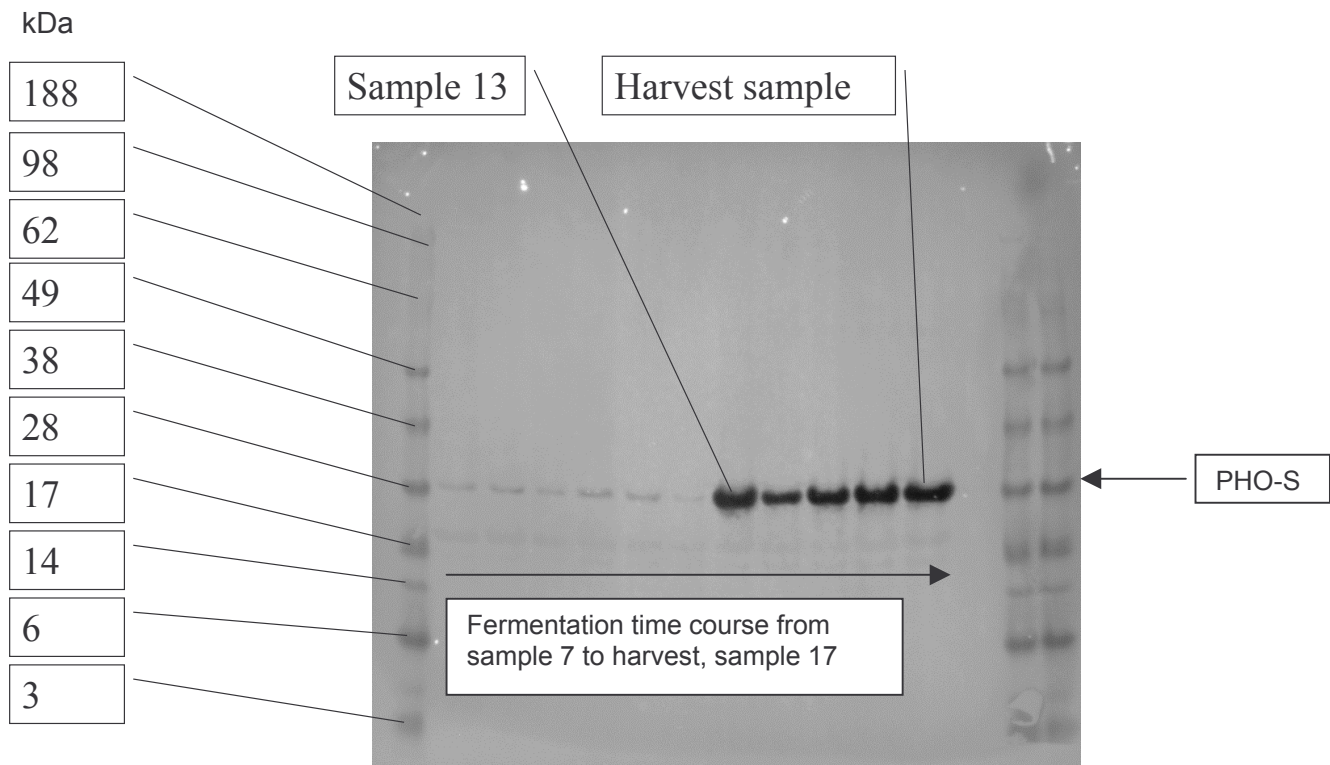 kDa
188
98
62
49
38
28
17
14
6
3
Sample 13
Harvest sample
PHO-S
Fermentation time course from
sample 7 to harvest, sample 17